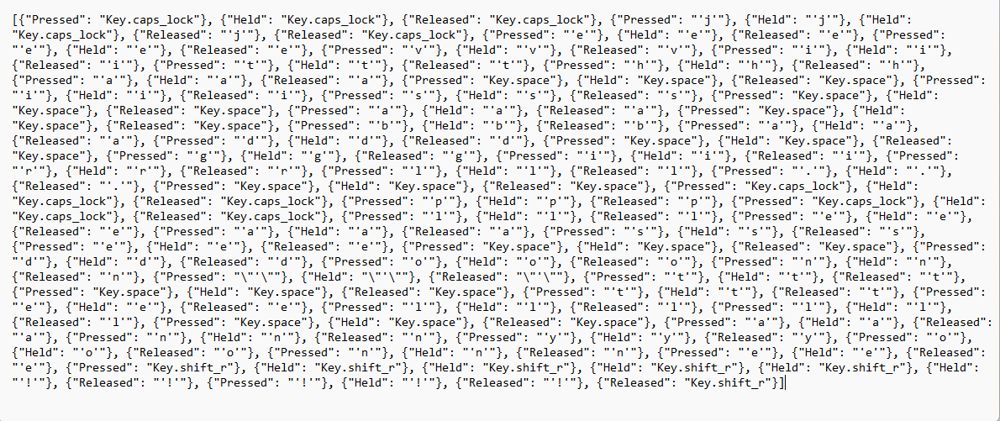 [{"Pressed": "Key.caps_lock"}, {"Held": "Key.caps_lock"}, {"Released": "Key.caps_lock"}, {"Pressed": "'j'"}, {"Held": "'j'"}, {"Held":
"Key.caps_lock"}, {"Released": "'j'"}, {"Released": "Key.caps_lock"}, {"Pressed": "'e'"}, {"Held": "'e'"}, {"Released": "'e'"}, {"Pressed":
"'e'"}, {"Held": "'e'"}, {"Released": "'e'"}, {"Pressed": "'v'"}, {"Held": "'v'"}, {"Released": "'v'"}, {"Pressed": "'i'"}, {"Held": "'i'"},
{"Released": "'i'"}, {"Pressed": "'t'"}, {"Held": "'t'"}, {"Released": "'t'"}, {"Pressed": "'h'"}, {"Held": "'h'"}, {"Released": "'h'"},
{"Pressed": "'a'"}, {"Held": "'a'"}, {"Released": "'a'"}, {"Pressed": "Key.space"}, {"Held": "Key.space"}, {"Released": "Key.space"}, {"Pressed":
"'i'"}, {"Held": "'i'"}, {"Released": "'i'"}, {"Pressed": "'s'"}, {"Held": "'s'"}, {"Released": "'s'"}, {"Pressed": "Key.space"}, {"Held":
"Key.space"}, {"Released": "Key.space"}, {"Pressed": "'a'"}, {"Held": "'a'"}, {"Released": "'a'"}, {"Pressed": "Key.space"}, {"Held":
"Key.space"}, {"Released": "Key.space"}, {"Pressed": "'b'"}, {"Held": "'b'"}, {"Released": "'b'"}, {"Pressed": "'a'"}, {"Held": "'a'"},
{"Released": "'a'"}, {"Pressed": "'d'"}, {"Held": "'d'"}, {"Released": "'d'"}, {"Pressed": "Key.space"}, {"Held": "Key.space"}, {"Released":
"Key.space"}, {"Pressed": "'g'"}, {"Held": "'g'"}, {"Released": "'g'"}, {"Pressed": "'i'"}, {"Held": "'i'"}, {"Released": "'i'"}, {"Pressed":
"'r'"}, {"Held": "'r'"}, {"Released": "'r'"}, {"Pressed": "'l'"}, {"Held": "'l'"}, {"Released": "'l'"}, {"Pressed": "'.'"}, {"Held": "'.'"},
{"Released": "'.'"}, {"Pressed": "Key.space"}, {"Held": "Key.space"}, {"Released": "Key.space"}, {"Pressed": "Key.caps_lock"}, {"Held":
"Key.caps_lock"}, {"Released": "Key.caps_lock"}, {"Pressed": "'p'"}, {"Held": "'p'"}, {"Released": "'p'"}, {"Pressed": "Key.caps_lock"}, {"Held":
"Key.caps_lock"}, {"Released": "Key.caps_lock"}, {"Pressed": "'l'"}, {"Held": "'l'"}, {"Released": "'l'"}, {"Pressed": "'e'"}, {"Held": "'e'"},
{"Released": "'e'"}, {"Pressed": "'a'"}, {"Held": "'a'"}, {"Released": "'a'"}, {"Pressed": "'s'"}, {"Held": "'s'"}, {"Released": "'s'"},
{"Pressed": "'e'"}, {"Held": "'e'"}, {"Released": "'e'"}, {"Pressed": "Key.space"}, {"Held": "Key.space"}, {"Released": "Key.space"}, {"Pressed":
"'d'"}, {"Held": "'d'"}, {"Released": "'d'"}, {"Pressed": "'o'"}, {"Held": "'o'"}, {"Released": "'o'"}, {"Pressed": "'n'"}, {"Held": "'n'"},
{"Released": "'n'"}, {"Pressed": "\"'\""}, {"Held": "\"'\""}, {"Released": "\"'\""}, {"Pressed": "'t'"}, {"Held": "'t'"}, {"Released": "'t'"},
{"Pressed": "Key.space"}, {"Held": "Key.space"}, {"Released": "Key.space"}, {"Pressed": "'t'"}, {"Held": "'t'"}, {"Released": "'t'"}, {"Pressed":
"'e'"}, {"Held": "'e'"}, {"Released": "'e'"}, {"Pressed": "'l'"}, {"Held": "'l'"}, {"Released": "'l'"}, {"Pressed": "'l'"}, {"Held": "'l'"},
{"Released": "'l'"}, {"Pressed": "Key.space"}, {"Held": "Key.space"}, {"Released": "Key.space"}, {"Pressed": "'a'"}, {"Held": "'a'"}, {"Released":
"'a'"}, {"Pressed": "'n'"}, {"Held": "'n'"}, {"Released": "'n'"}, {"Pressed": "'y'"}, {"Held": "'y'"}, {"Released": "'y'"}, {"Pressed": "'o'"},
{"Held": "'o'"}, {"Released": "'o'"}, {"Pressed": "'n'"}, {"Held": "'n'"}, {"Released": "'n'"}, {"Pressed": "'e'"}, {"Held": "'e'"}, {"Released":
"'e'"}, {"Pressed": "Key.shift_r"}, {"Held": "Key.shift_r"}, {"Held": "Key.shift_r"}, {"Held": "Key.shift_r"}, {"Held": "Key.shift_r"}, {"Held":
"'!'"}, {"Released": "'!'"}, {"Pressed": "'!'"}, {"Held": "'!'"}, {"Released": "'!'"}, {"Released": "Key.shift_r"}]